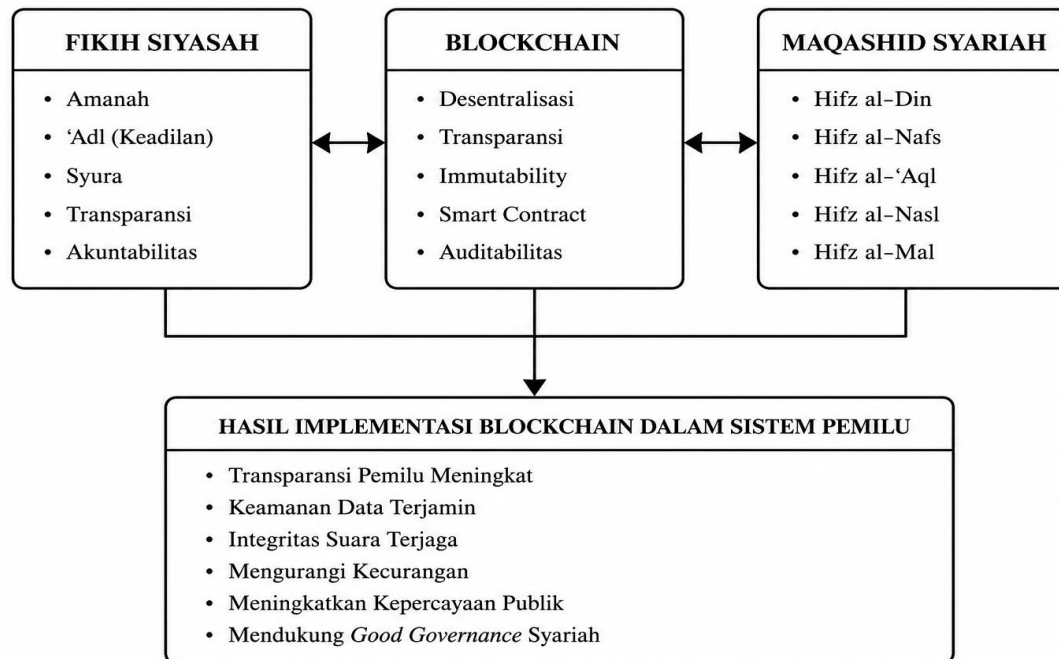 FIKIH SIYASAH
• Amanah
• ‘Adl (Keadilan)
• Syura
• Transparansi
• Akuntabilitas
BLOCKCHAIN
• Desentralisasi
• Transparansi
• Immutability
• Smart Contract
• Auditabilitas
MAQASHID SYARIAH
• Hifz al–Din
• Hifz al–Nafs
• Hifz al–‘Aql
• Hifz al–Nasl
• Hifz al–Mal
HASIL IMPLEMENTASI BLOCKCHAIN DALAM SISTEM PEMILU
• Transparansi Pemilu Meningkat
• Keamanan Data Terjamin
• Integritas Suara Terjaga
• Mengurangi Kecurangan
• Meningkatkan Kepercayaan Publik
• Mendukung Good Governance Syariah